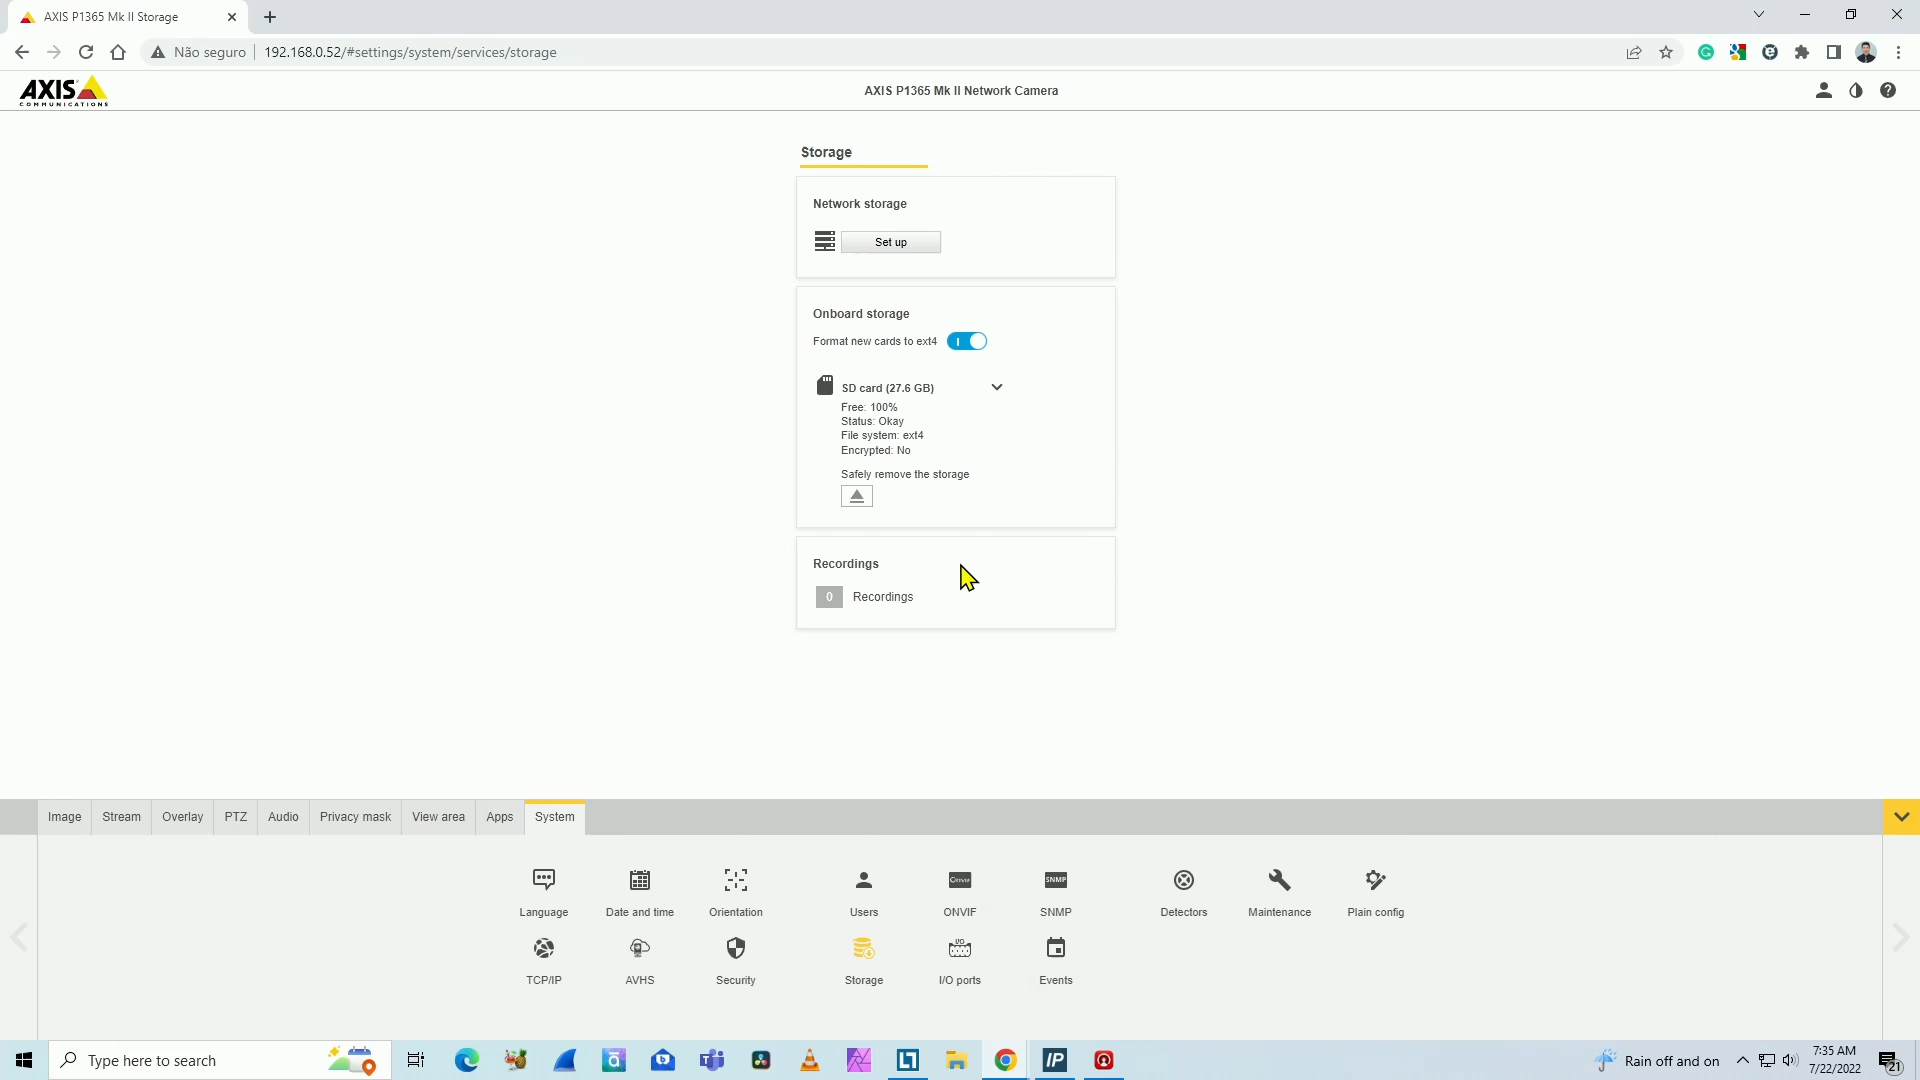 AXIS P1365 Mk II Storage
Não seguro
192.168.0.52/#settings/system/services/storage
AXIS
COMMUNICATIONS
AXIS P1365 Mk II Network Camera
Storage
Network storage
Set up
Onboard storage
Format new cards to ext4
SD card (27.6 GB)
Free: 100%
Status: Okay
File system: ext4
Encrypted: No
Safely remove the storage
Recordings
0 Recordings
Image Stream Overlay PTZ Audio Privacy mask View area Apps System
SNMP
Language Date and time Orientation Users ONVIF SNMP Detectors Maintenance Plain config
I/O
TCP/IP AVHS Security Storage I/O ports Events
Type here to search
IP
Rain off and on
7:35 AM
7/22/2022
21